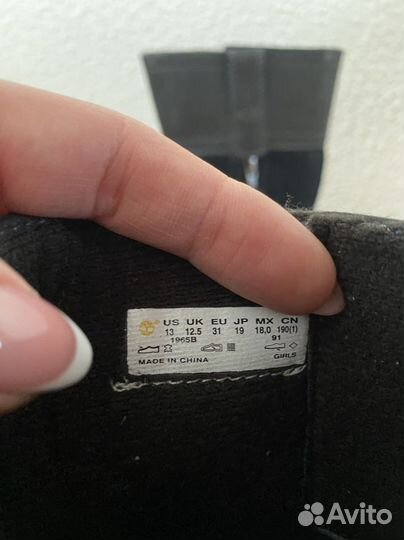 US UK EU JP MX CN
13 12.5 31 19 18,0 190(1)
1965B 91
MADE IN CHINA GIRLS
Avito